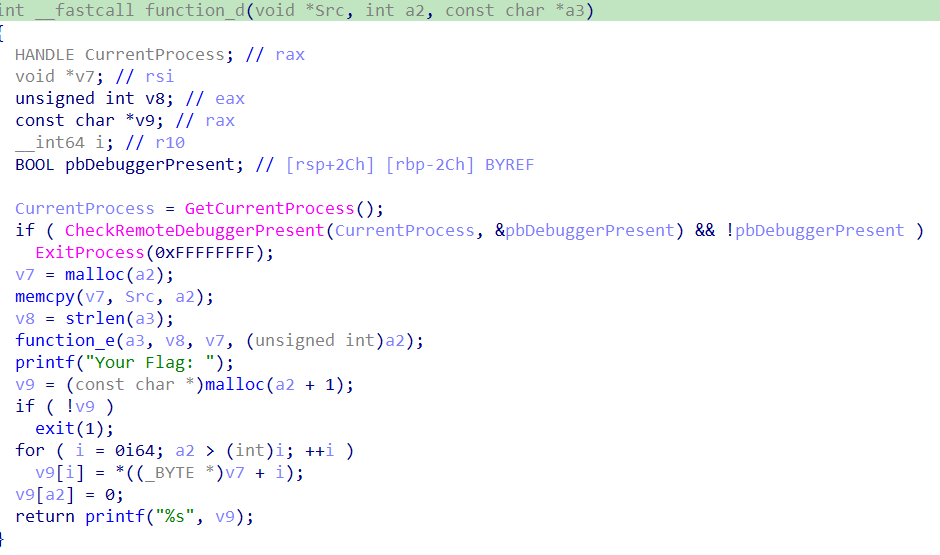 int __fastcall function_d(void *Src, int a2, const char *a3)
{
HANDLE CurrentProcess; // rax
void *v7; // rsi
unsigned int v8; // eax
const char *v9; // rax
__int64 i; // r10
BOOL pbDebuggerPresent; // [rsp+2Ch] [rbp-2Ch] BYREF
CurrentProcess = GetCurrentProcess();
if ( CheckRemoteDebuggerPresent(CurrentProcess, &pbDebuggerPresent) && !pbDebuggerPresent )
ExitProcess(0xFFFFFFFF);
v7 = malloc(a2);
memcpy(v7, Src, a2);
v8 = strlen(a3);
function_e(a3, v8, v7, (unsigned int)a2);
printf("Your Flag: ");
v9 = (const char *)malloc(a2 + 1);
if ( !v9 )
exit(1);
for ( i = 0i64; a2 > (int)i; ++i )
v9[i] = *((_BYTE *)v7 + i);
v9[a2] = 0;
return printf("%s", v9);
}